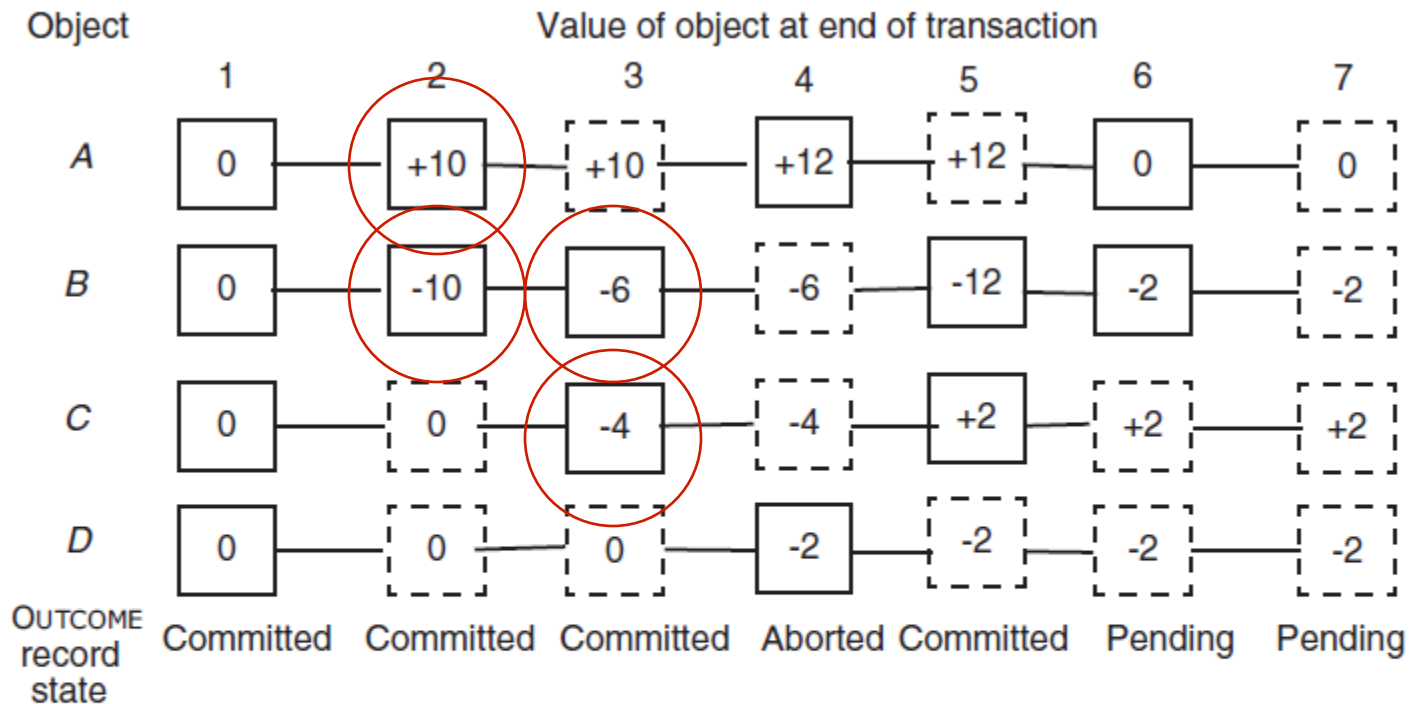 Object Value of object at end of transaction
1 2 3 4 5 6 7
A 0 +10 +10 +12 +12 0 0
B 0 -10 -6 -6 -12 -2 -2
C 0 0 -4 -4 +2 +2 +2
D 0 0 0 -2 -2 -2 -2
OUTCOME
record
state
Committed Committed Committed Aborted Committed Pending Pending